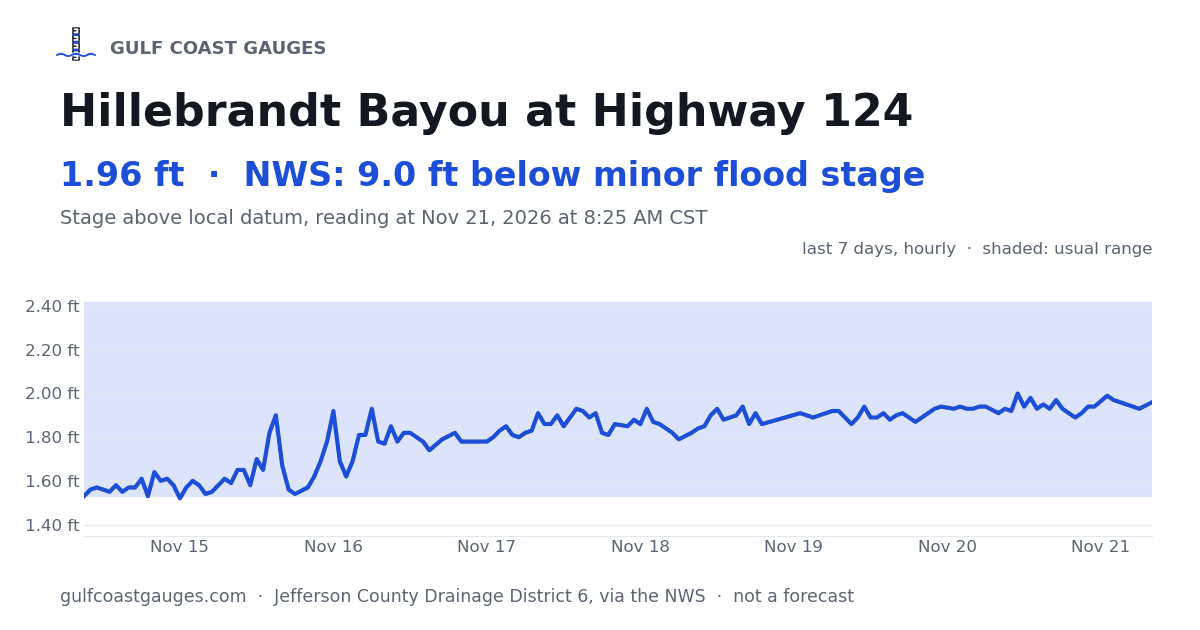 GULF COAST GAUGES
Hillebrandt Bayou at Highway 124
1.96 ft · NWS: 9.0 ft below minor flood stage
Stage above local datum, reading at Nov 21, 2026 at 8:25 AM CST
last 7 days, hourly · shaded: usual range
2.40 ft
2.20 ft
2.00 ft
1.80 ft
1.60 ft
1.40 ft
Nov 15 Nov 16 Nov 17 Nov 18 Nov 19 Nov 20 Nov 21
gulfcoastgauges.com · Jefferson County Drainage District 6, via the NWS · not a forecast